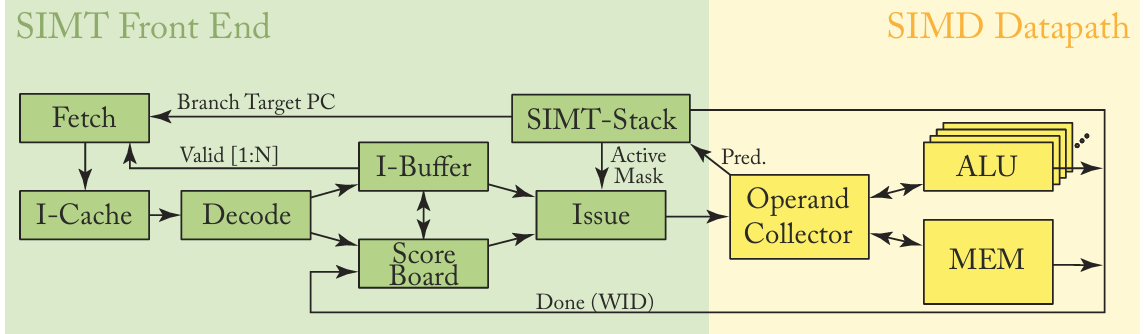 SIMT Front End
SIMD Datapath
Fetch
Branch Target PC
SIMT-Stack
Valid [1:N]
I-Buffer
Active
Mask
Pred.
ALU
I-Cache
Decode
Issue
Operand
Collector
Score
Board
MEM
Done (WID)